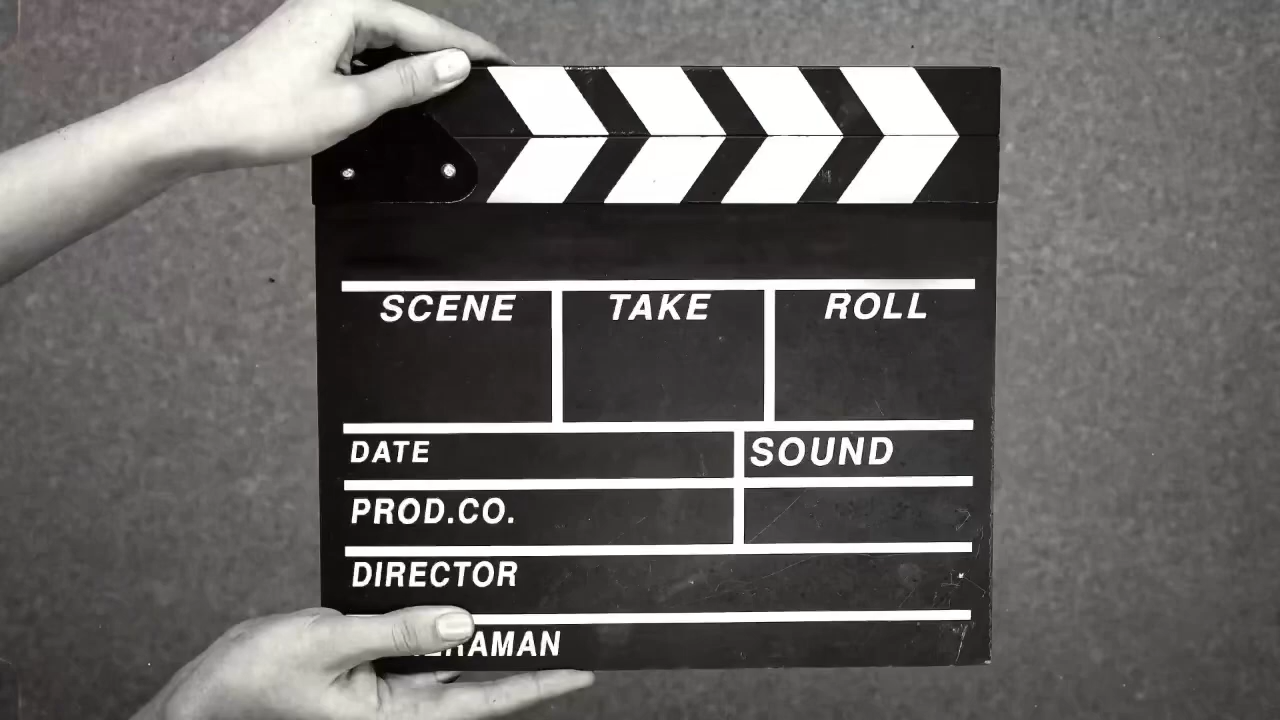 SCENE TAKE ROLL
DATE SOUND
PROD.CO.
DIRECTOR